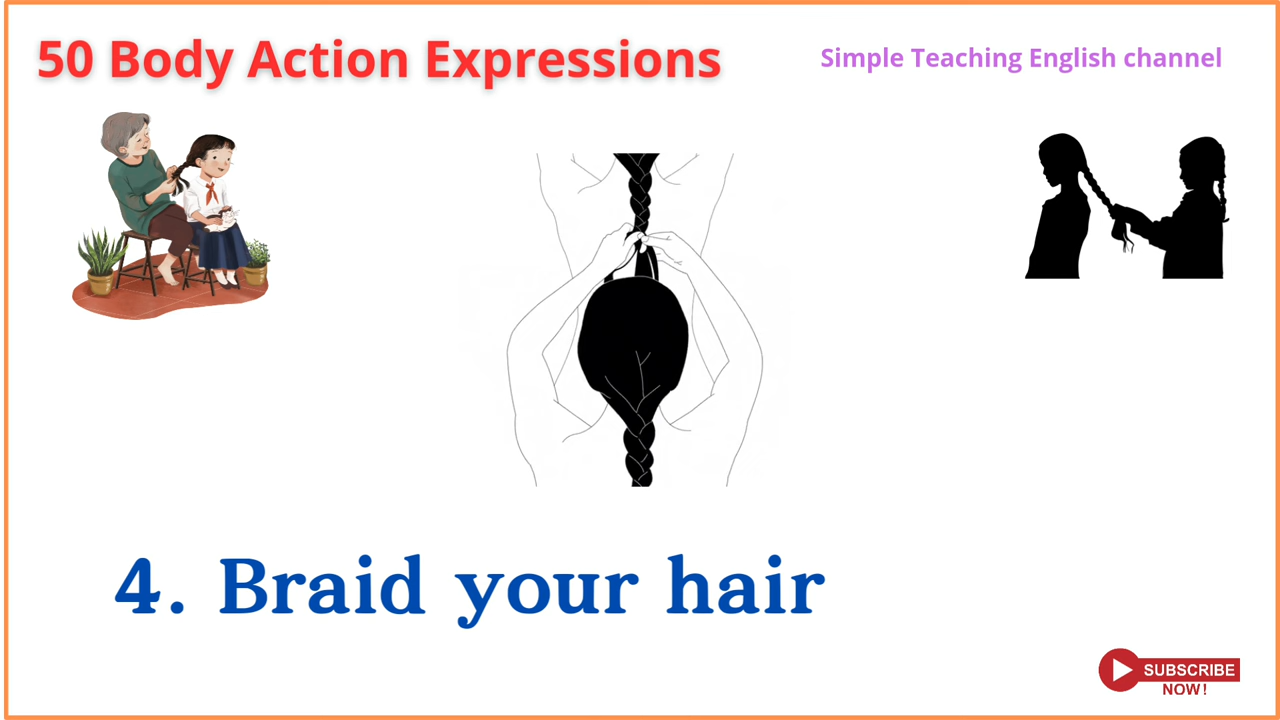 50 Body Action Expressions
Simple Teaching English channel
4. Braid your hair
SUBSCRIBE
NOW!